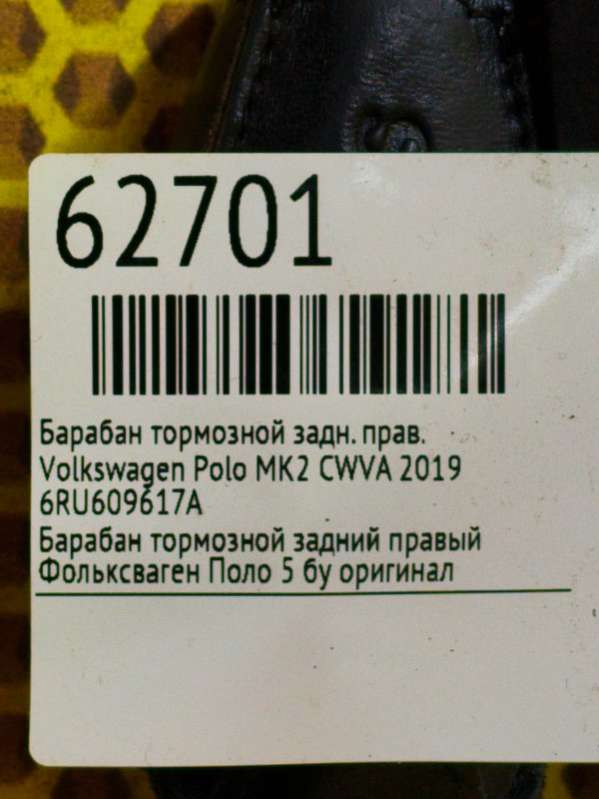 62701
Барабан тормозной задн. прав.
Volkswagen Polo MK2 CWVA 2019
6RU609617A
Барабан тормозной задний правый
Фольксваген Поло 5 бу оригинал